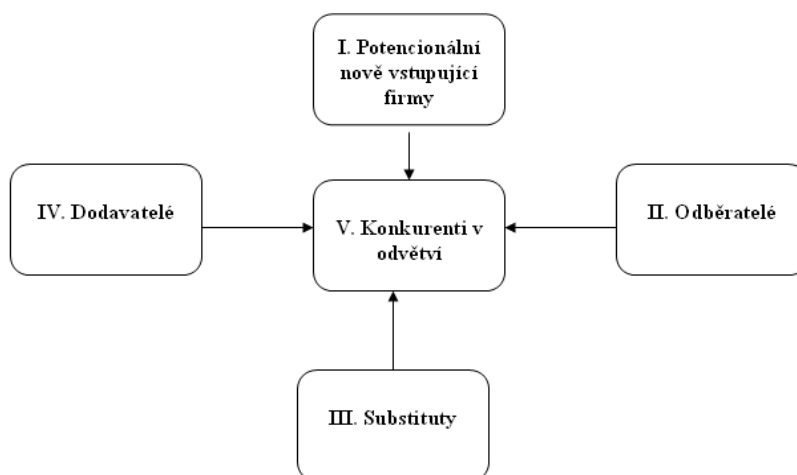 I. Potencionální
nově vstupující
firmy
IV. Dodavatelé
V. Konkurenti v
odvětví
II. Odběratelé
III. Substituty